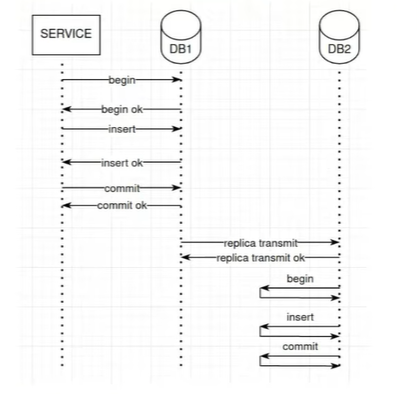 SERVICE
DB1
DB2
begin
begin ok
insert
insert ok
commit
commit ok
replica transmit
replica transmit ok
begin
insert
commit